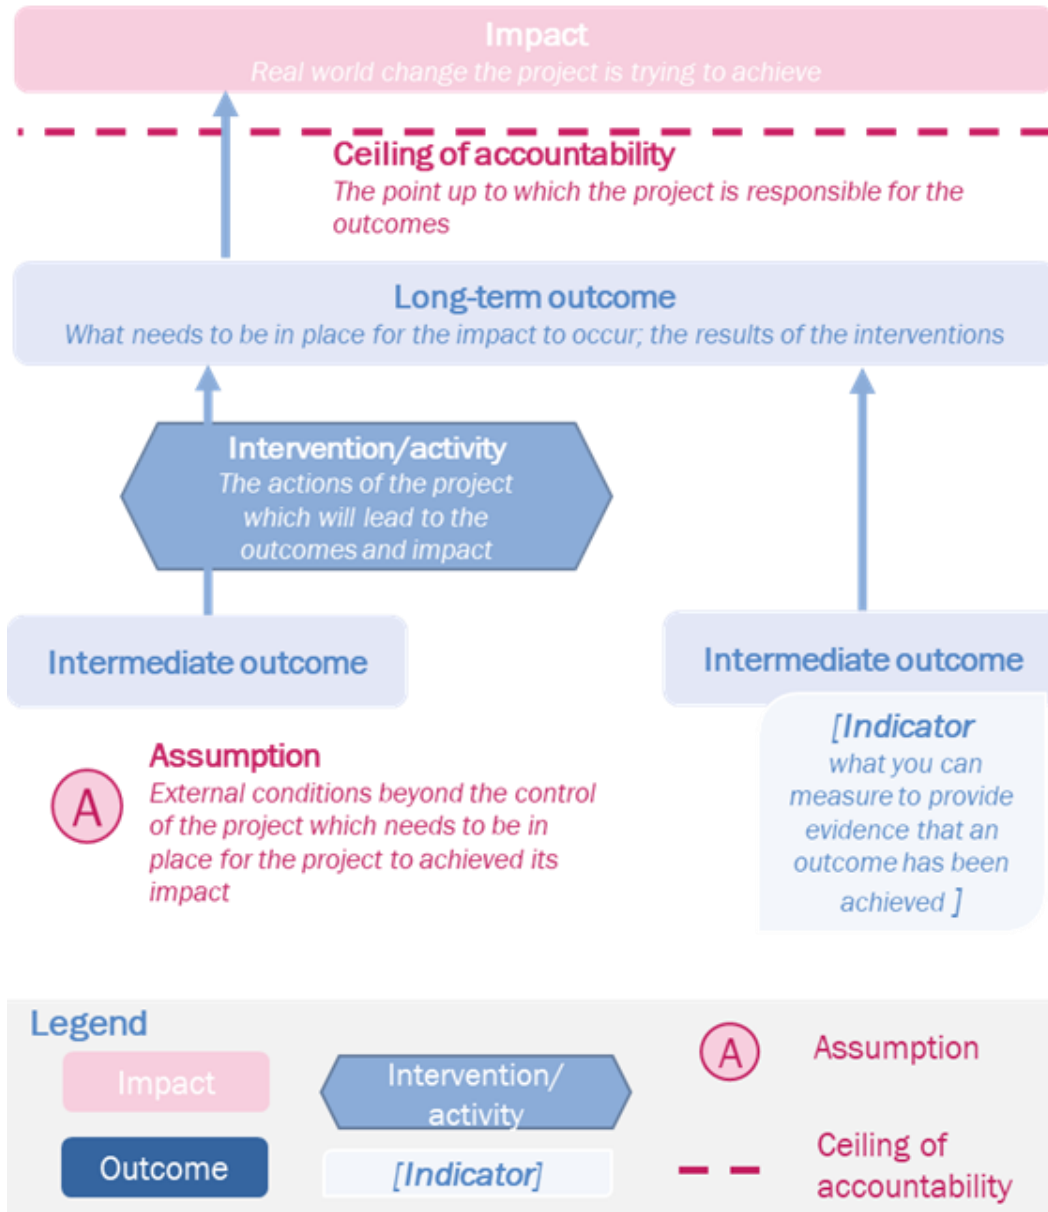 Impact
Real world change the project is trying to achieve
Ceiling of accountability
The point up to which the project is responsible for the
outcomes
Long-term outcome
What needs to be in place for the impact to occur; the results of the interventions
Intervention/activity
The actions of the project
which will lead to the
outcomes and impact
Intermediate outcome
Intermediate outcome
[Indicator
what you can
measure to provide
evidence that an
outcome has been
achieved ]
A
Assumption
External conditions beyond the control
of the project which needs to be in
place for the project to achieved its
impact
Legend
Impact
Intervention/
activity
A
Assumption
Outcome
[Indicator]
Ceiling of
accountability